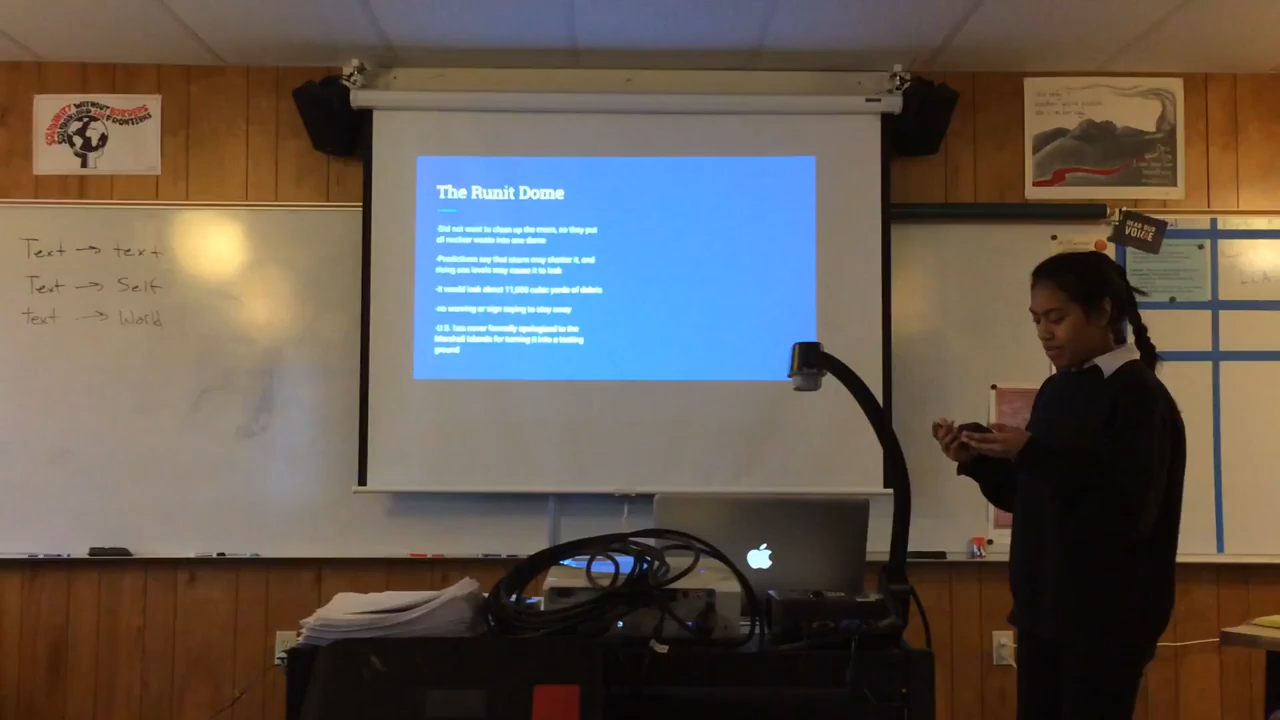 SOLIDARITY WITHOUT BORDERS
SOLIDARIDAD SIN FRONTERAS
Text → text
Text → Self
text → World
The Runit Dome
-Did not want to clean up the mess, so they put
all nuclear waste into one dome
-Predictions say that storm may shatter it, and
rising sea levels may cause it to leak
-it would leak about 11,000 cubic yards of debris
-no warning or sign saying to stay away
-U.S. has never formally apologized to the
Marshall Islands for turning it into a testing
ground
HEAR OUR
VOICE